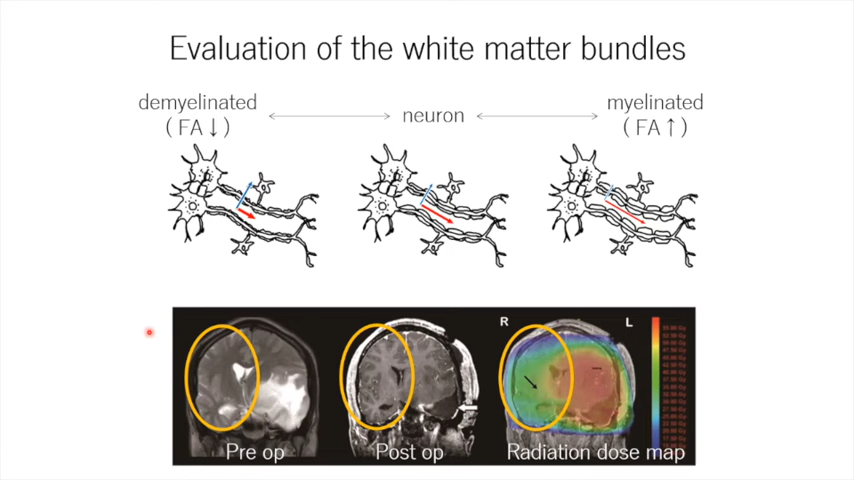 Evaluation of the white matter bundles
demyelinated
( FA ↓ )
neuron
myelinated
( FA ↑ )
R
L
Pre op
Post op
Radiation dose map